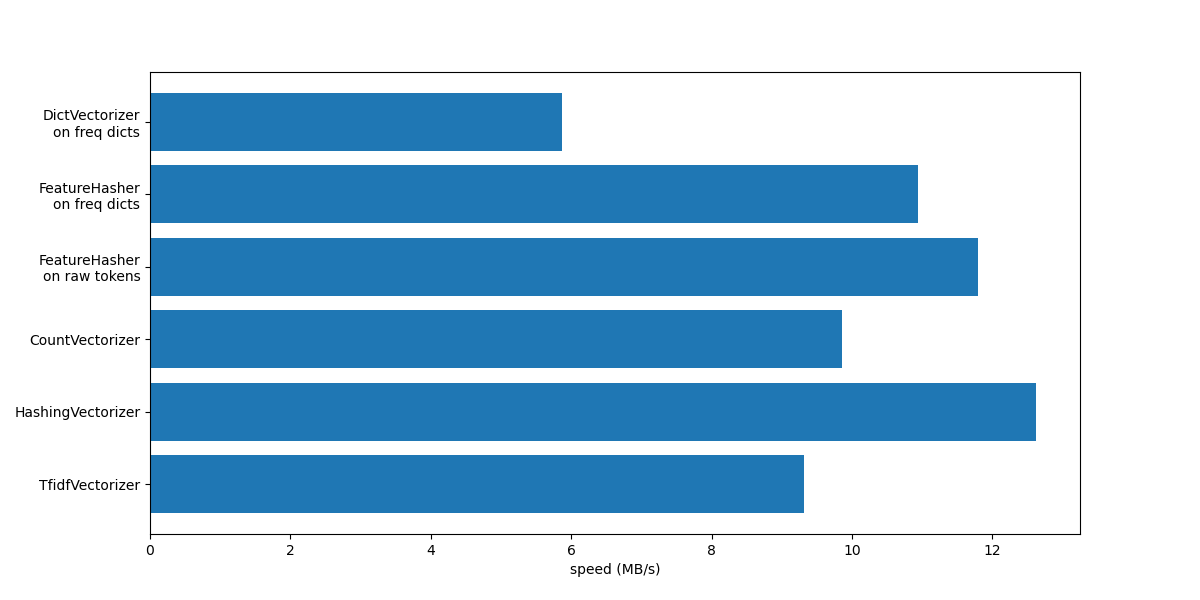 DictVectorizer
on freq dicts
FeatureHasher
on freq dicts
FeatureHasher
on raw tokens
CountVectorizer
HashingVectorizer
TfidfVectorizer
0 2 4 6 8 10 12
speed (MB/s)